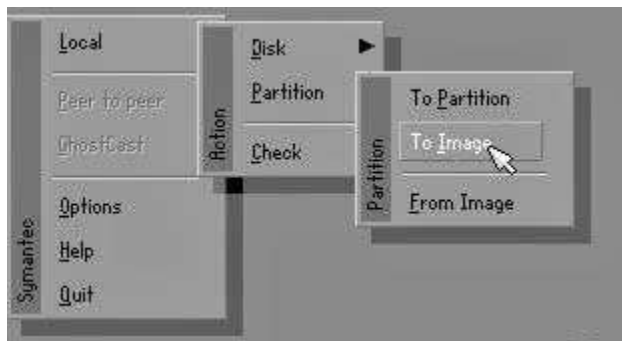 Local
Peer to peer
GhostCast
Options
Help
Quit
Symantec
Disk
Partition
Check
Action
To Partition
To Image
From Image
Partition